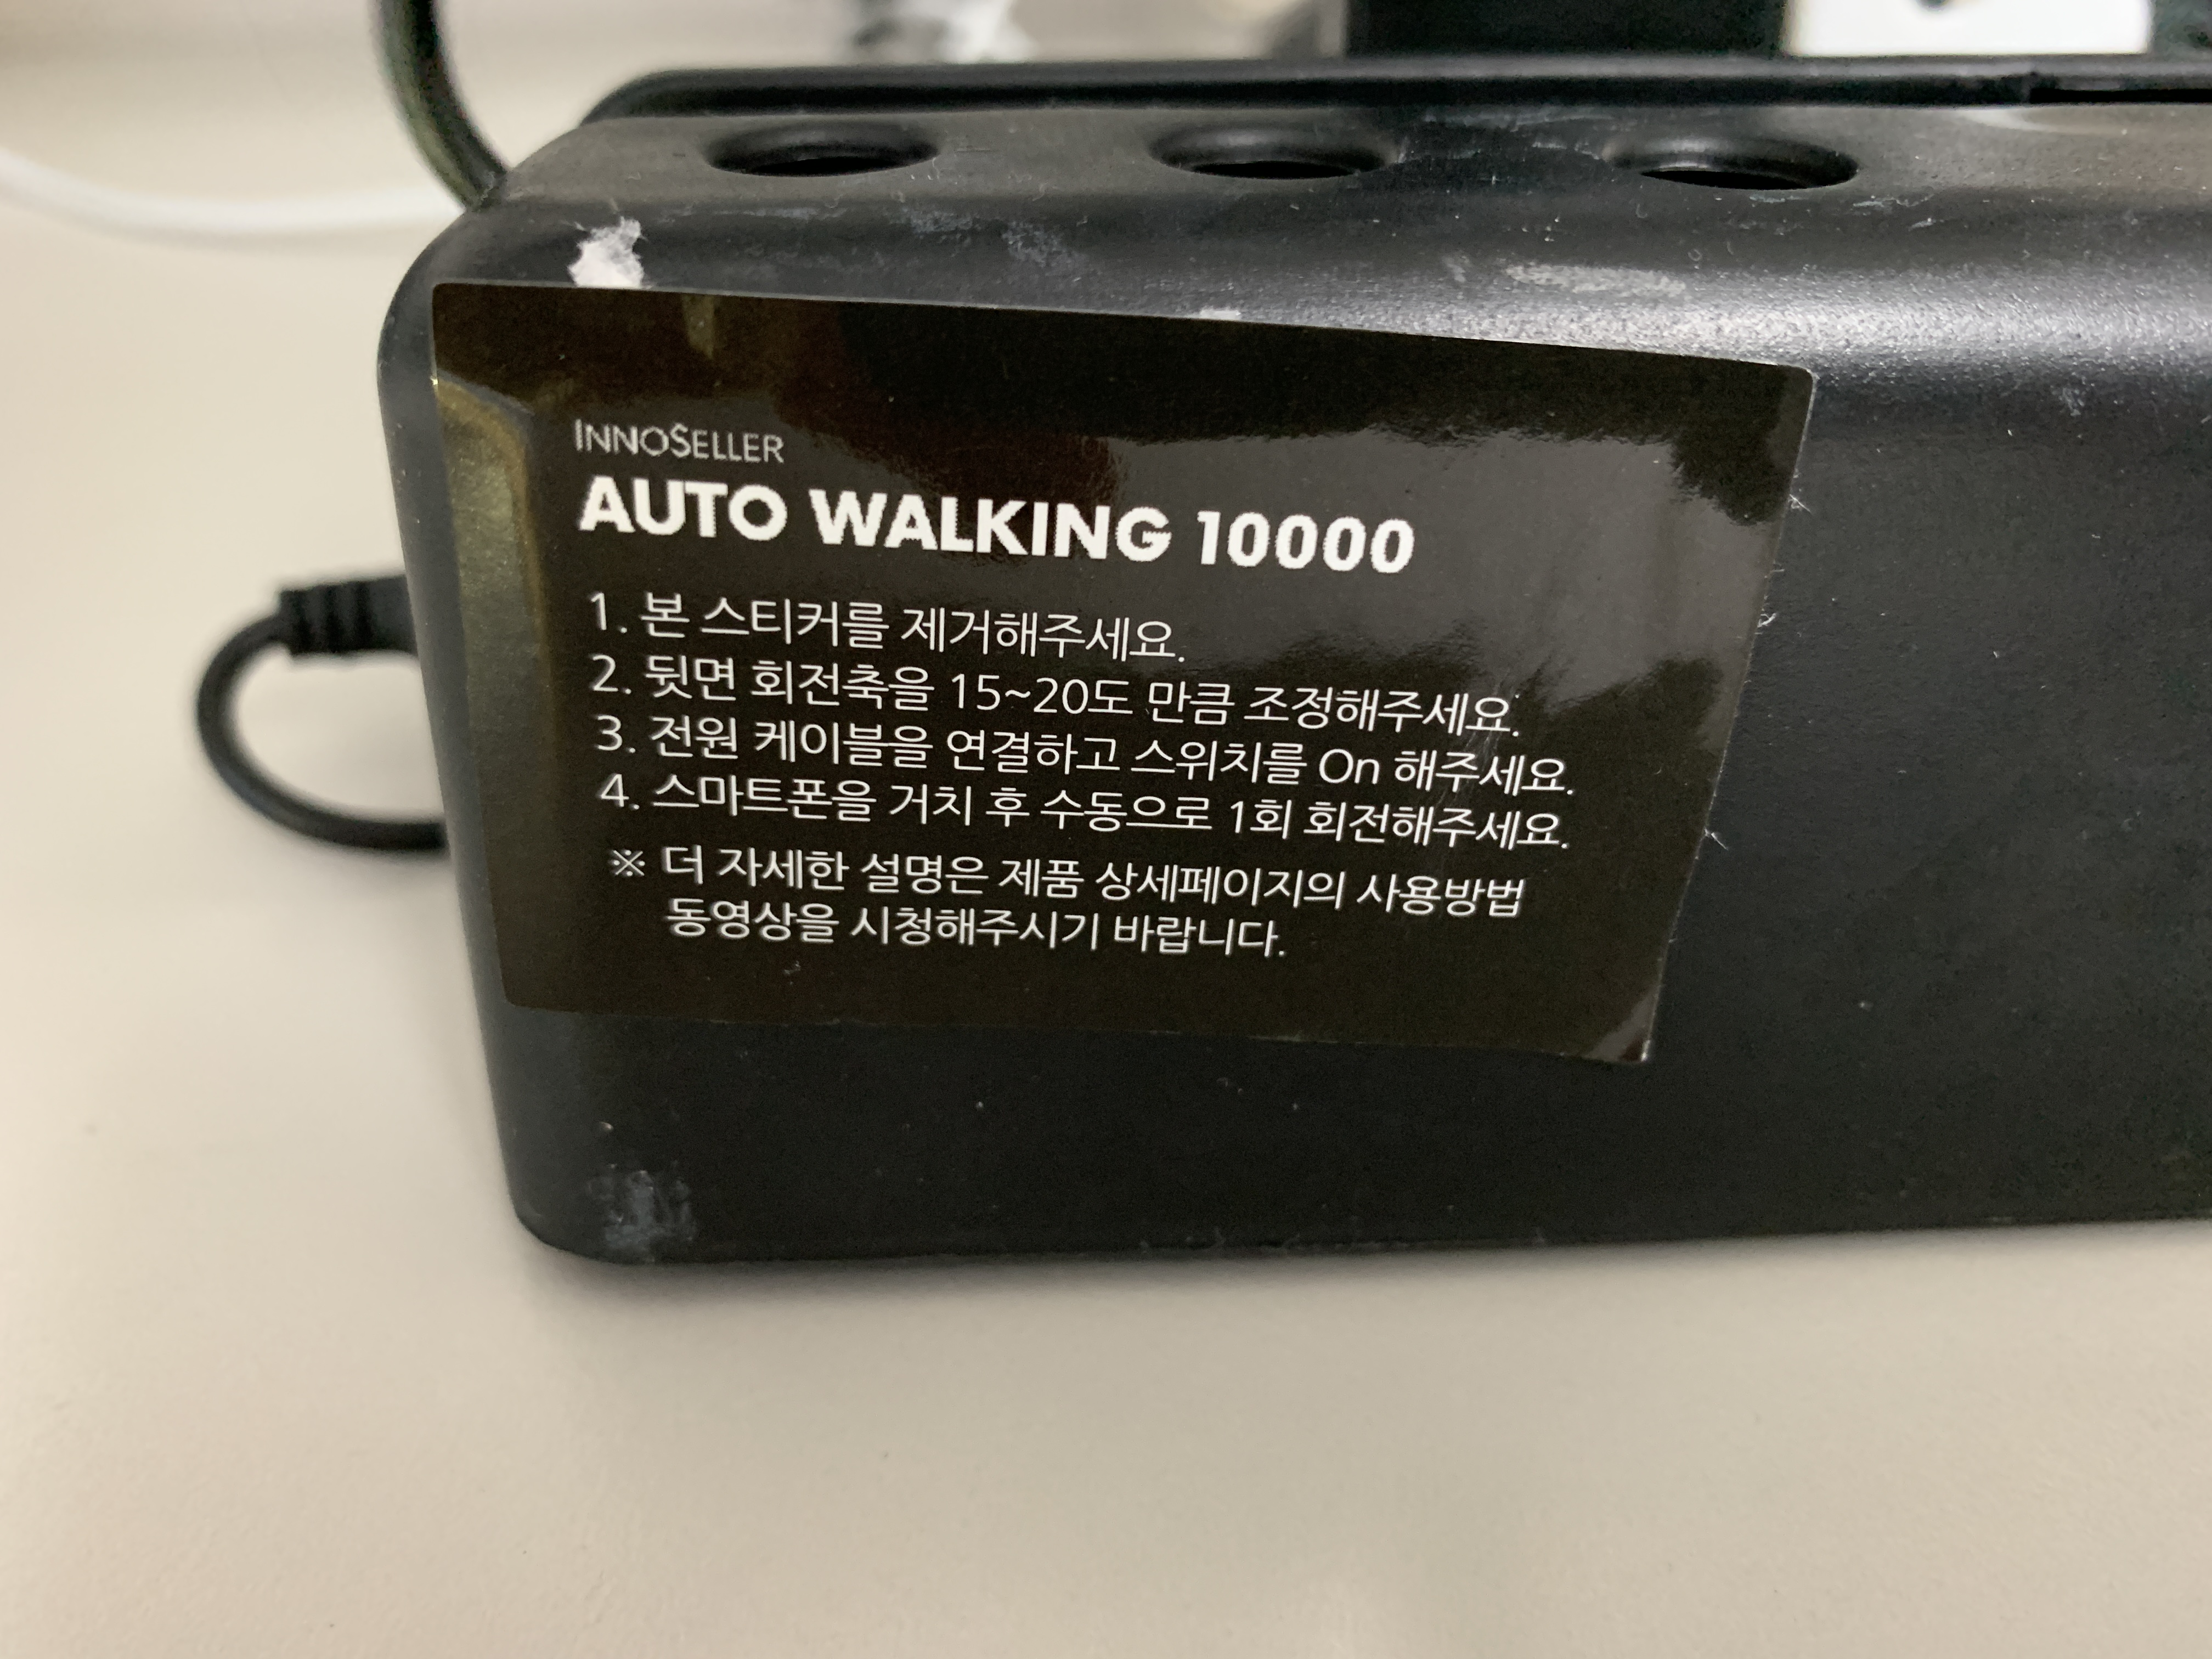 INNOSELLER
AUTO WALKING 10000
1. 본 스티커를 제거해주세요.
2. 뒷면 회전축을 15~20도 만큼 조정해주세요.
3. 전원 케이블을 연결하고 스위치를 On 해주세요.
4. 스마트폰을 거치 후 수동으로 1회 회전해주세요.
※ 더 자세한 설명은 제품 상세페이지의 사용방법
동영상을 시청해주시기 바랍니다.